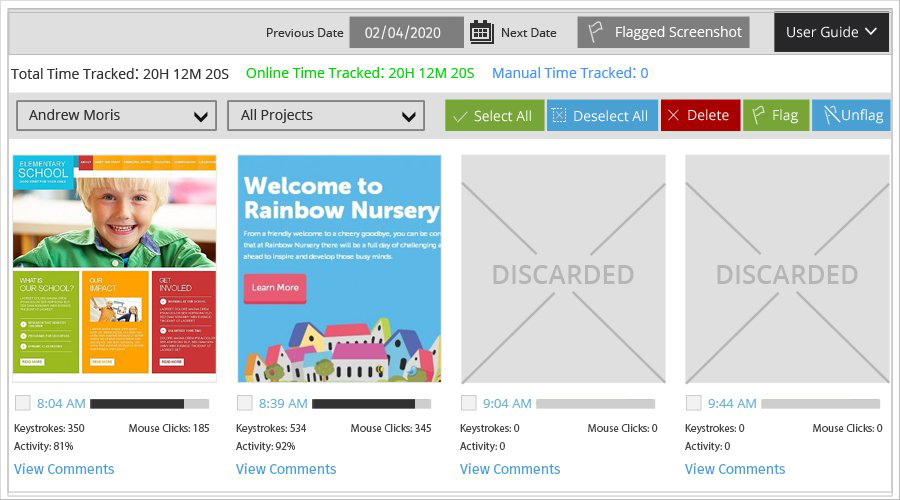 Previous Date 02/04/2020 Next Date Flagged Screenshot User Guide
Total Time Tracked: 20H 12M 20S Online Time Tracked: 20H 12M 20S Manual Time Tracked: 0
Andrew Moris All Projects Select All Deselect All Delete Flag Unflag
ELEMENTARY
SCHOOL
ABOUT
WHAT IS
OUR SCHOOL?
READ MORE
OUR
IMPACT
READ MORE
GET
INVOLED
READ MORE
Welcome to
Rainbow Nursery
From a friendly welcome to a cheery goodbye, you can be con
that at Rainbow Nursery there will be a full day of challenging a
ahead to inspire and develop those busy minds.
Learn More
DISCARDED
DISCARDED
8:04 AM 8:39 AM 9:04 AM 9:44 AM
Keystrokes: 350 Mouse Clicks: 185 Keystrokes: 534 Mouse Clicks: 345 Keystrokes: 0 Mouse Clicks: 0 Keystrokes: 0 Mouse Clicks: 0
Activity: 81% Activity: 92% Activity: 0 Activity: 0
View Comments View Comments View Comments View Comments